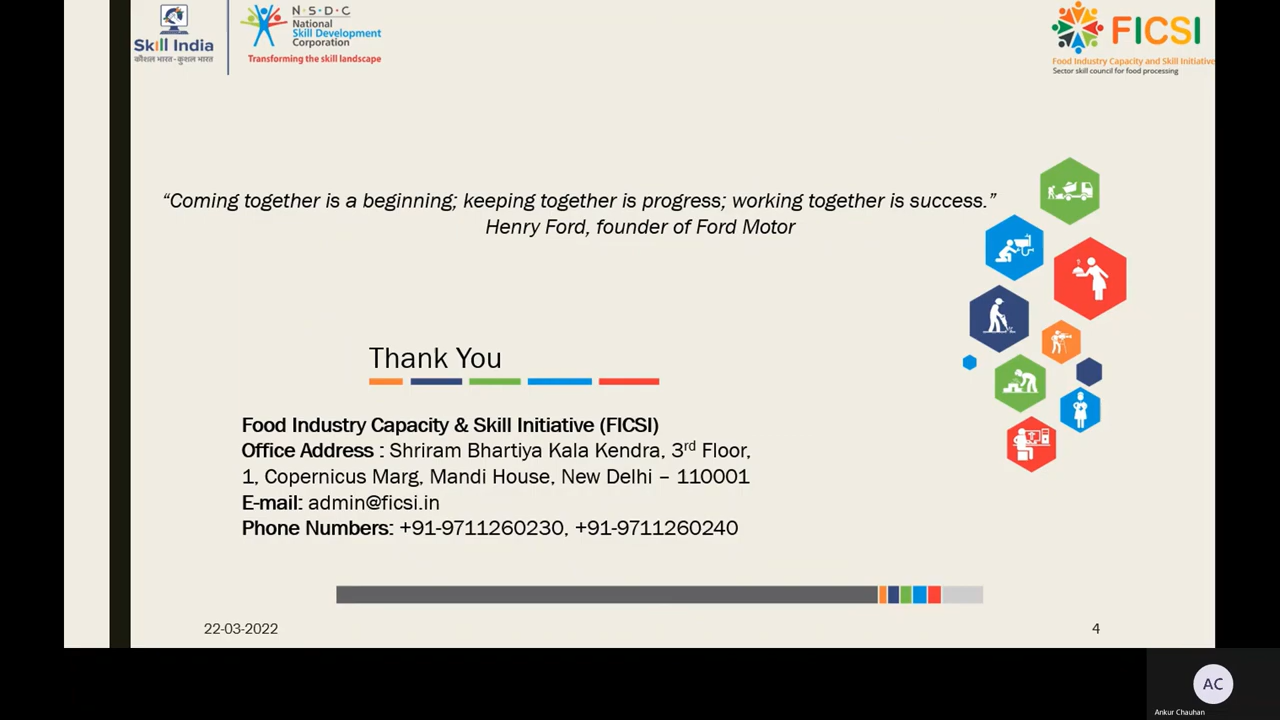 Skill India
कौशल भारत - कुशल भारत
N·S·D·C
National
Skill Development
Corporation
Transforming the skill landscape
FICSI
Food Industry Capacity and Skill Initiative
Sector skill council for food processing
“Coming together is a beginning; keeping together is progress; working together is success.”
Henry Ford, founder of Ford Motor
Thank You
Food Industry Capacity & Skill Initiative (FICSI)
Office Address : Shriram Bhartiya Kala Kendra, 3rd Floor,
1, Copernicus Marg, Mandi House, New Delhi – 110001
E-mail: admin@ficsi.in
Phone Numbers: +91-9711260230, +91-9711260240
22-03-2022
4
AC
Ankur Chauhan